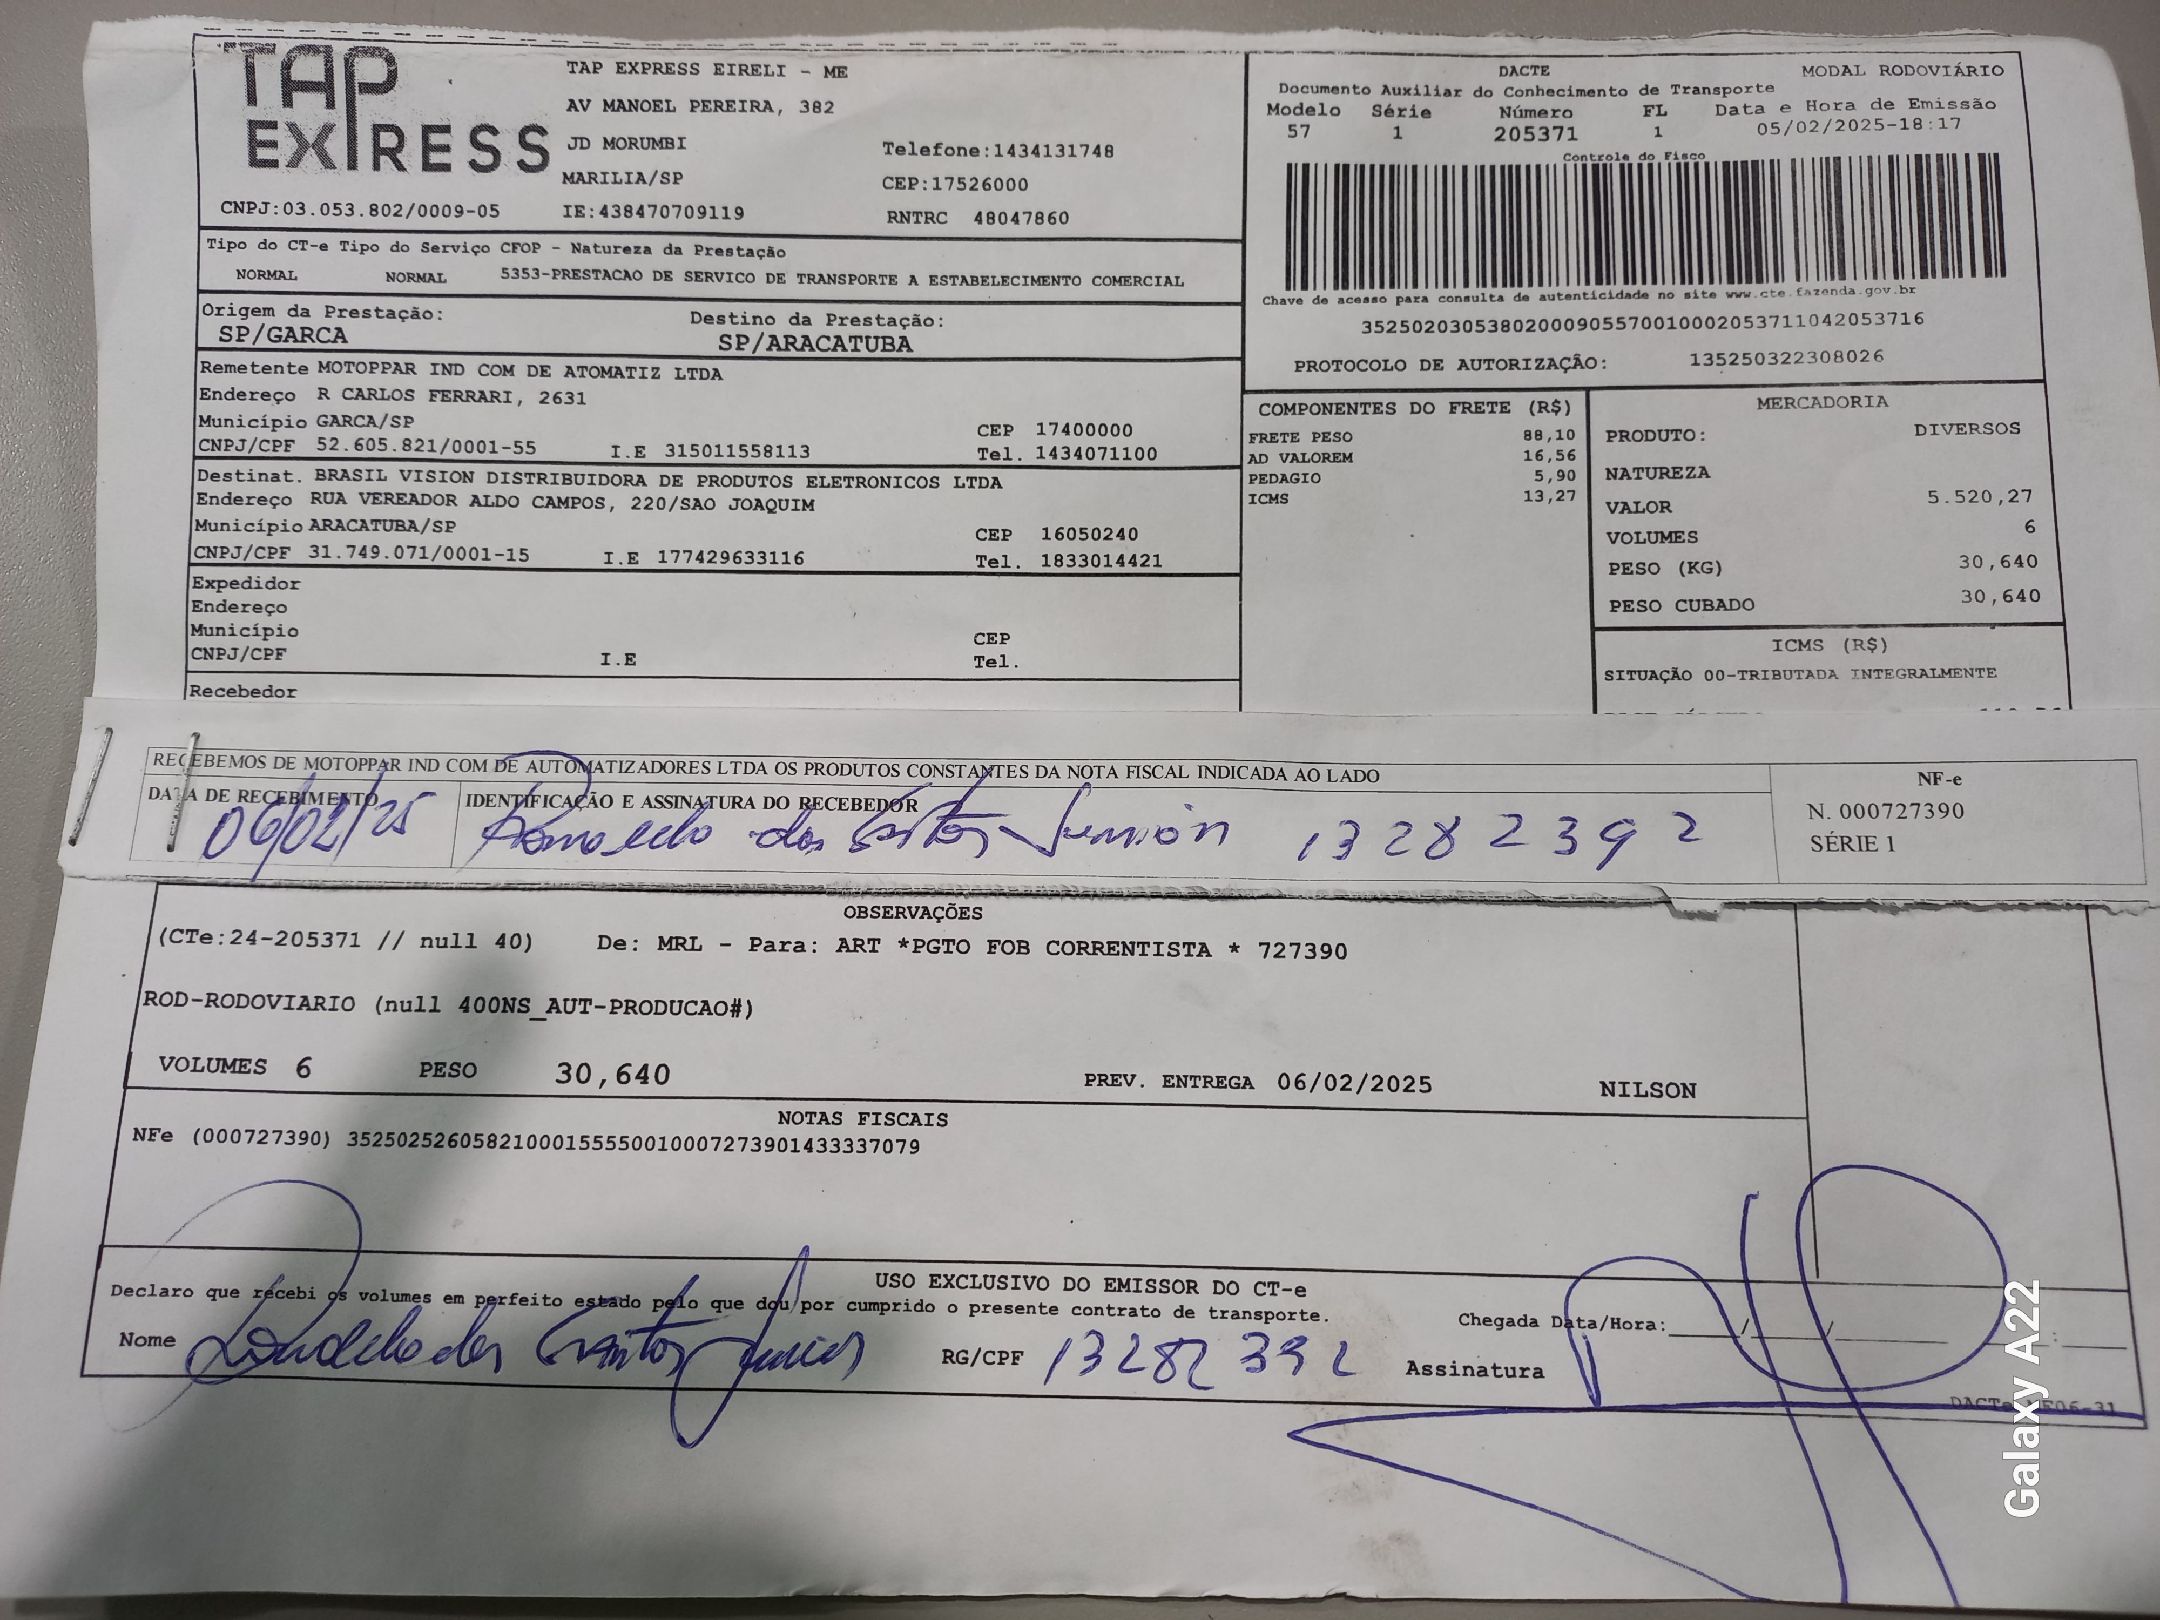 TAP EXPRESS
TAP EXPRESS EIRELI - ME
AV MANOEL PEREIRA, 382
JD MORUMBI Telefone:1434131748
MARILIA/SP CEP:17526000
CNPJ:03.053.802/0009-05 IE:438470709119 RNTRC 48047860
DACTE MODAL RODOVIÁRIO
Documento Auxiliar do Conhecimento de Transporte
Modelo Série Número FL Data e Hora de Emissão
57 1 205371 1 05/02/2025-18:17
Controle do Fisco
Chave de acesso para consulta de autenticidade no site www.cte.fazenda.gov.br
35250203053802000905570010002053711042053716
PROTOCOLO DE AUTORIZAÇÃO: 135250322308026
Tipo do CT-e Tipo do Serviço CFOP - Natureza da Prestação
NORMAL NORMAL 5353-PRESTACAO DE SERVICO DE TRANSPORTE A ESTABELECIMENTO COMERCIAL
Origem da Prestação: Destino da Prestação:
SP/GARCA SP/ARACATUBA
Remetente MOTOPPAR IND COM DE ATOMATIZ LTDA
Endereço R CARLOS FERRARI, 2631
Município GARCA/SP CEP 17400000
CNPJ/CPF 52.605.821/0001-55 I.E 315011558113 Tel. 1434071100
Destinat. BRASIL VISION DISTRIBUIDORA DE PRODUTOS ELETRONICOS LTDA
Endereço RUA VEREADOR ALDO CAMPOS, 220/SAO JOAQUIM
Município ARACATUBA/SP CEP 16050240
CNPJ/CPF 31.749.071/0001-15 I.E 177429633116 Tel. 1833014421
Expedidor
Endereço
Município CEP
CNPJ/CPF I.E Tel.
Recebedor
COMPONENTES DO FRETE (R$)
FRETE PESO 88,10
AD VALOREM 16,56
PEDAGIO 5,90
ICMS 13,27
MERCADORIA
PRODUTO: DIVERSOS
NATUREZA
VALOR 5.520,27
VOLUMES 6
PESO (KG) 30,640
PESO CUBADO 30,640
ICMS (R$)
SITUAÇÃO 00-TRIBUTADA INTEGRALMENTE
RECEBEMOS DE MOTOPPAR IND COM DE AUTOMATIZADORES LTDA OS PRODUTOS CONSTANTES DA NOTA FISCAL INDICADA AO LADO
DATA DE RECEBIMENTO IDENTIFICAÇÃO E ASSINATURA DO RECEBEDOR
06/02/25 dos Santos Junior 13282392
NF-e
N. 000727390
SÉRIE 1
OBSERVAÇÕES
(CTe:24-205371 // null 40) De: MRL - Para: ART *PGTO FOB CORRENTISTA * 727390
ROD-RODOVIARIO (null 400NS_AUT-PRODUCAO#)
VOLUMES 6 PESO 30,640 PREV. ENTREGA 06/02/2025 NILSON
NOTAS FISCAIS
NFe (000727390) 35250252605821000155550010007273901433337079
USO EXCLUSIVO DO EMISSOR DO CT-e
Declaro que recebi os volumes em perfeito estado pelo que dou por cumprido o presente contrato de transporte.
Nome dos Santos Junior RG/CPF 13282392 Assinatura
Chegada Data/Hora:___/___/___ :___
Galaxy A22